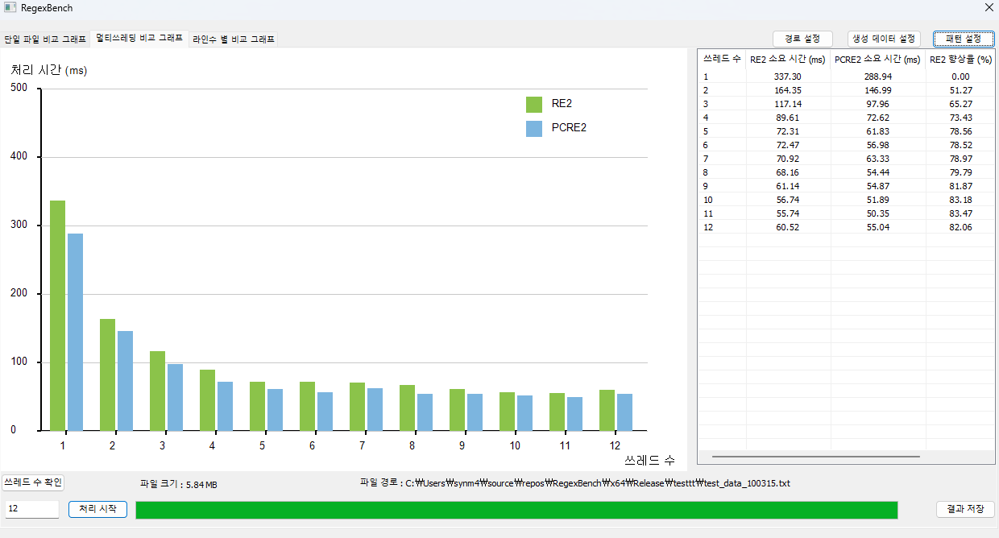 RegexBench
단일 파일 비교 그래프 멀티쓰레딩 비교 그래프 라인수 별 비교 그래프 경로 설정 생성 데이터 설정 패턴 설정
처리 시간 (ms)
500
400
300
200
100
0
RE2
PCRE2
1 2 3 4 5 6 7 8 9 10 11 12
쓰레드 수
쓰레드 수 RE2 소요 시간 (ms) PCRE2 소요 시간 (ms) RE2 향상율 (%)
1 337.30 288.94 0.00
2 164.35 146.99 51.27
3 117.14 97.96 65.27
4 89.61 72.62 73.43
5 72.31 61.83 78.56
6 72.47 56.98 78.52
7 70.92 63.33 78.97
8 68.16 54.44 79.79
9 61.14 54.87 81.87
10 56.74 51.89 83.18
11 55.74 50.35 83.47
12 60.52 55.04 82.06
쓰레드 수 확인 파일 크기 : 5.84 MB 파일 경로 : C:₩Users₩synm4₩source₩repos₩RegexBench₩x64₩Release₩testtt₩test_data_100315.txt
12 처리 시작 결과 저장